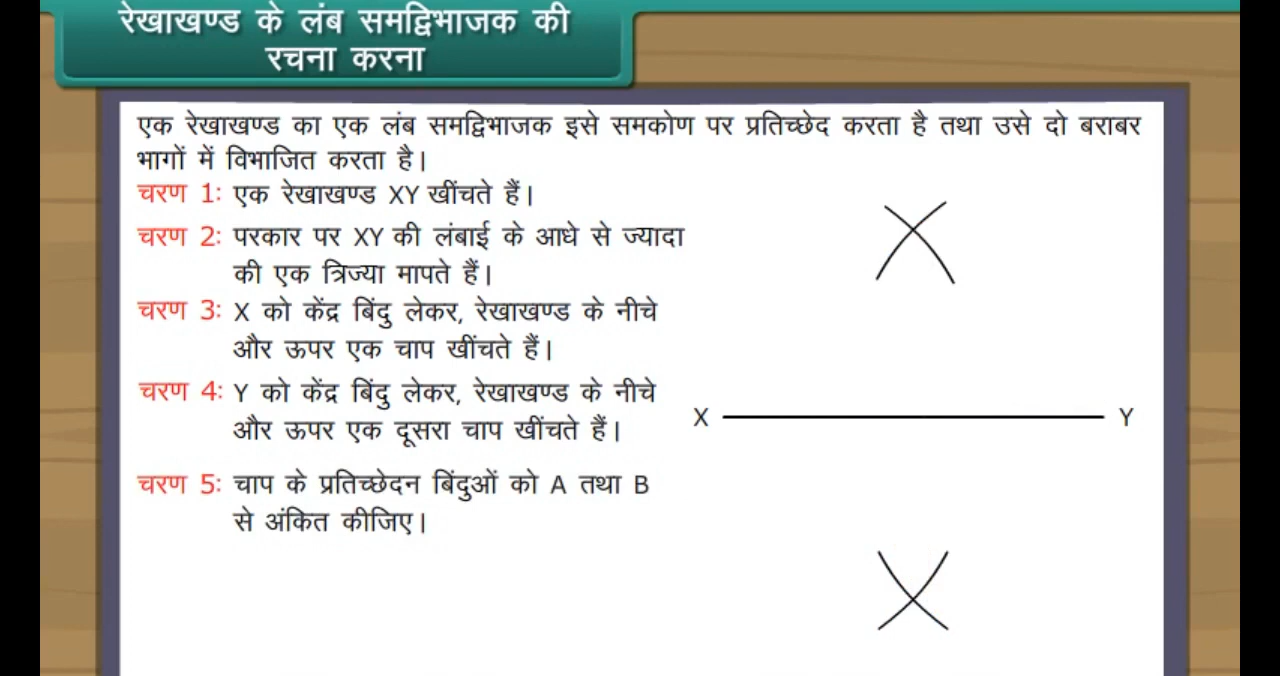 रेखाखण्ड के लंब समद्विभाजक की
रचना करना
एक रेखाखण्ड का एक लंब समद्विभाजक इसे समकोण पर प्रतिच्छेद करता है तथा उसे दो बराबर
भागों में विभाजित करता है।
चरण 1: एक रेखाखण्ड XY खींचते हैं।
चरण 2: परकार पर XY की लंबाई के आधे से ज्यादा
की एक त्रिज्या मापते हैं।
चरण 3: X को केंद्र बिंदु लेकर, रेखाखण्ड के नीचे
और ऊपर एक चाप खींचते हैं।
चरण 4: Y को केंद्र बिंदु लेकर, रेखाखण्ड के नीचे
और ऊपर एक दूसरा चाप खींचते हैं।
चरण 5: चाप के प्रतिच्छेदन बिंदुओं को A तथा B
से अंकित कीजिए।
X Y